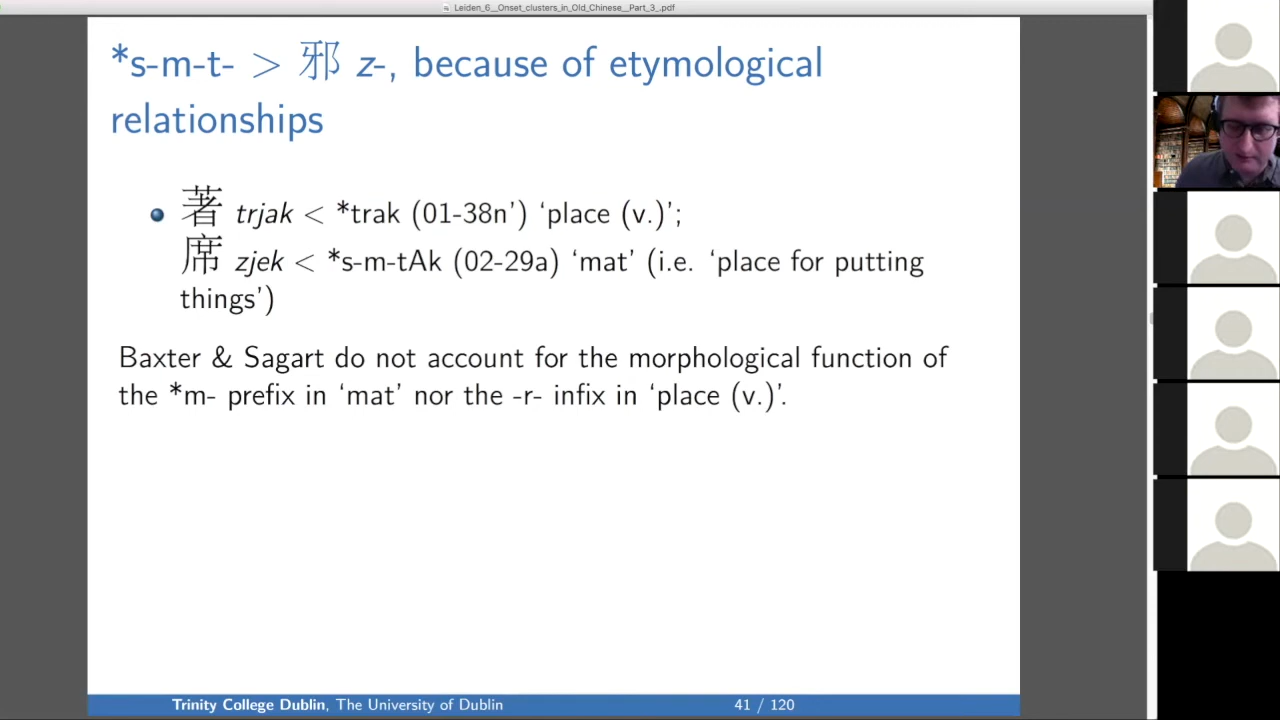 Leiden_6__Onset_clusters_in_Old_Chinese__Part_3_.pdf
*s-m-t- > 邪 z-, because of etymological
relationships
著 trjak < *trak (01-38n’) ‘place (v.)’;
席 zjek < *s-m-tAk (02-29a) ‘mat’ (i.e. ‘place for putting
things’)
Baxter & Sagart do not account for the morphological function of
the *m- prefix in ‘mat’ nor the -r- infix in ‘place (v.)’.
Trinity College Dublin, The University of Dublin 41 / 120